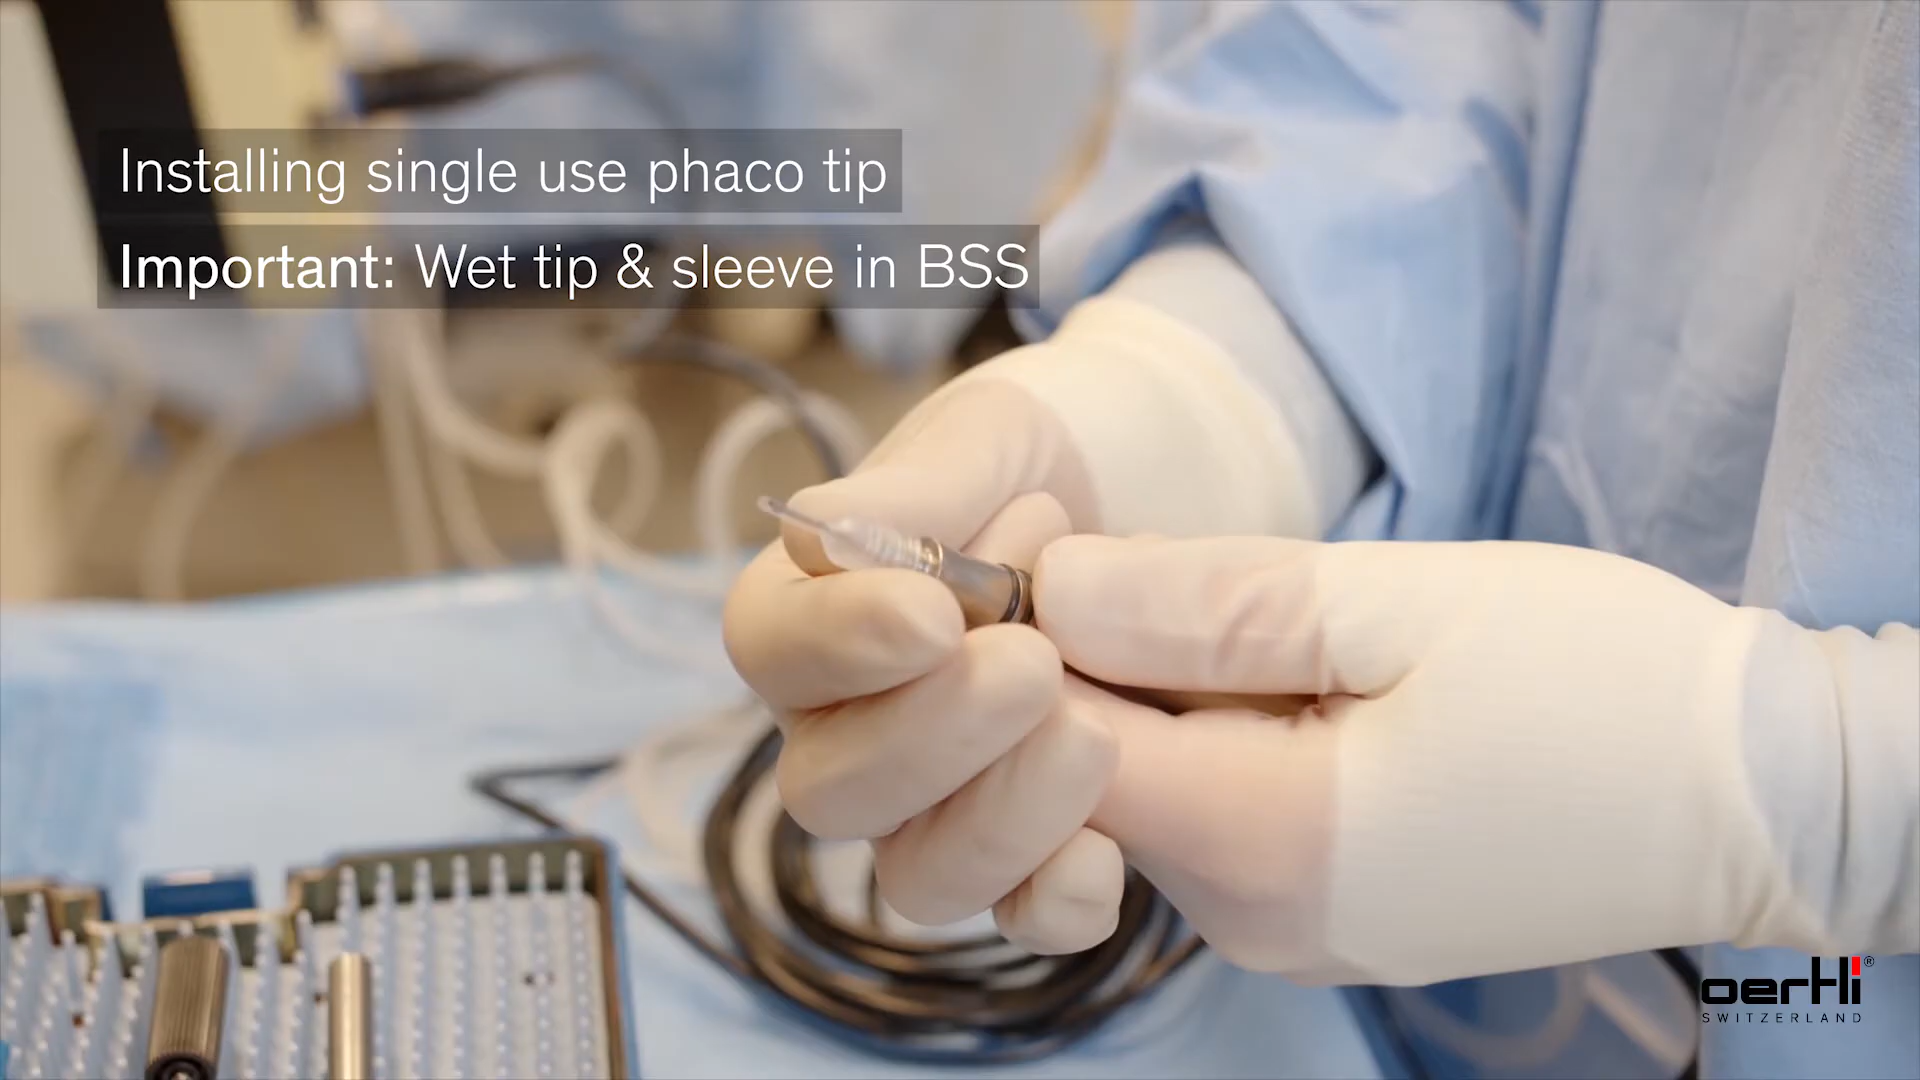 Installing single use phaco tip
Important: Wet tip & sleeve in BSS
oertli®
SWITZERLAND